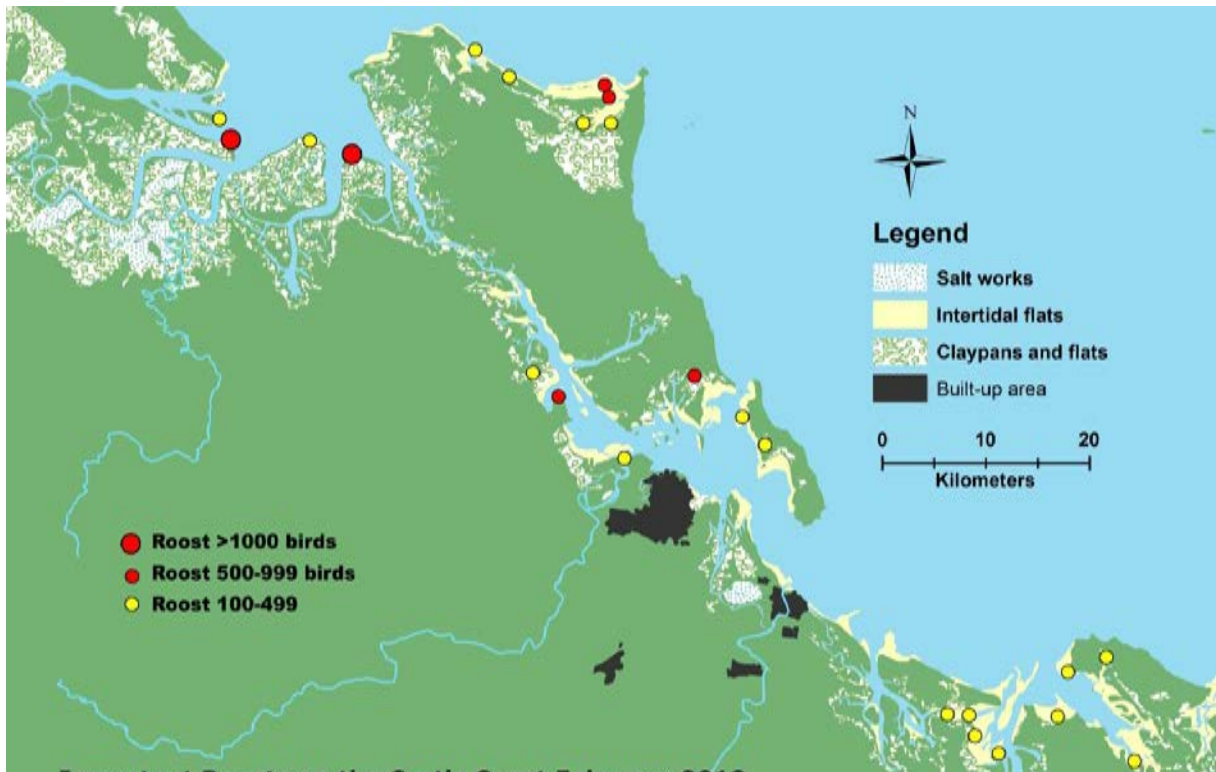 N
Legend
Salt works
Intertidal flats
Claypans and flats
Built-up area
0 10 20
Kilometers
Roost >1000 birds
Roost 500-999 birds
Roost 100-499